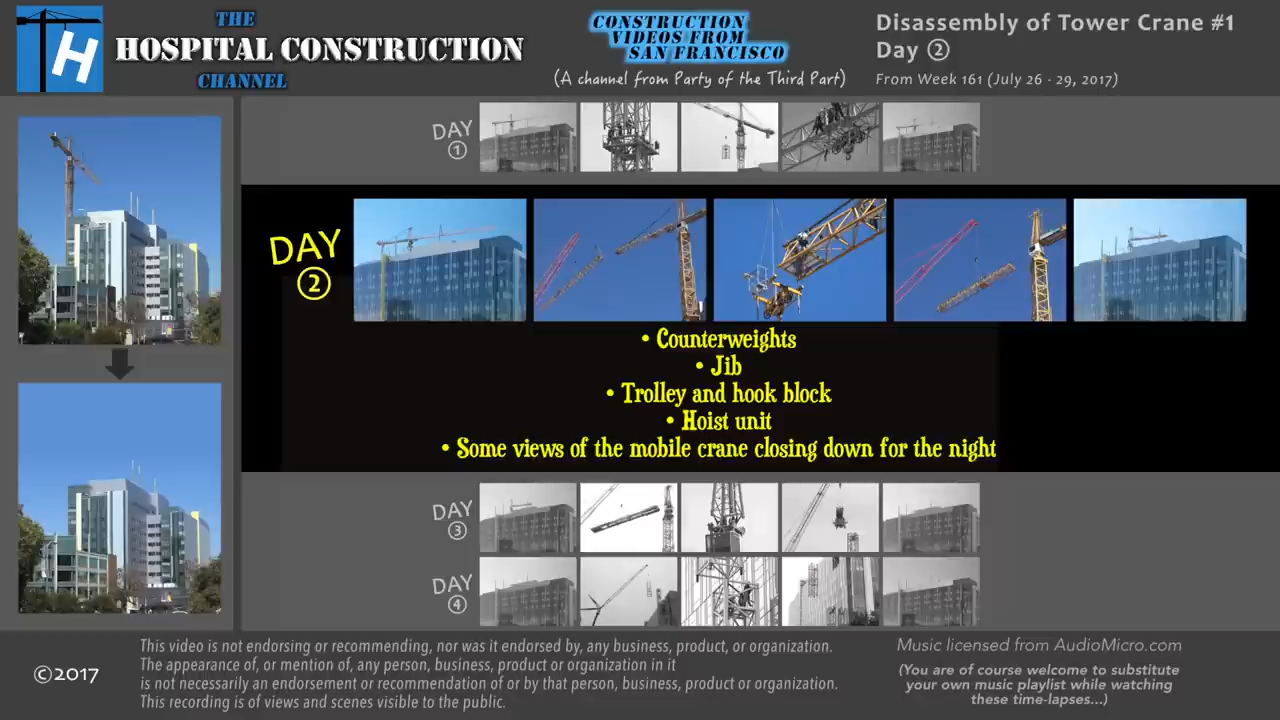 H
THE
HOSPITAL CONSTRUCTION
CHANNEL
CONSTRUCTION
VIDEOS FROM
SAN FRANCISCO
(A channel from Party of the Third Part)
Disassembly of Tower Crane #1
Day ②
From Week 161 (July 26 - 29, 2017)
DAY
①
DAY
②
• Counterweights
• Jib
• Trolley and hook block
• Hoist unit
• Some views of the mobile crane closing down for the night
DAY
③
DAY
④
©2017
This video is not endorsing or recommending, nor was it endorsed by, any business, product, or organization.
The appearance of, or mention of, any person, business, product or organization in it
is not necessarily an endorsement or recommendation of or by that person, business, product or organization.
This recording is of views and scenes visible to the public.
Music licensed from AudioMicro.com
(You are of course welcome to substitute
your own music playlist while watching
these time-lapses...)